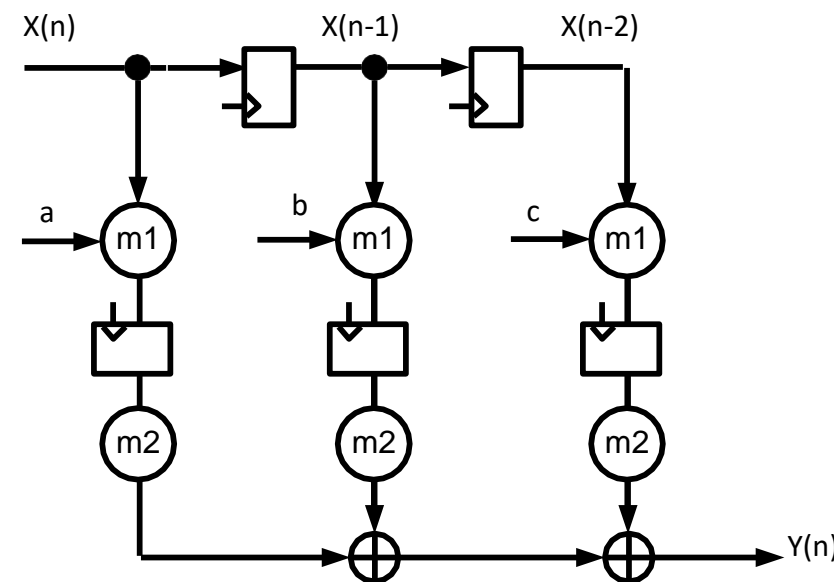 X(n) X(n-1) X(n-2)
a b c
m1 m1 m1
m2 m2 m2
Y(n)